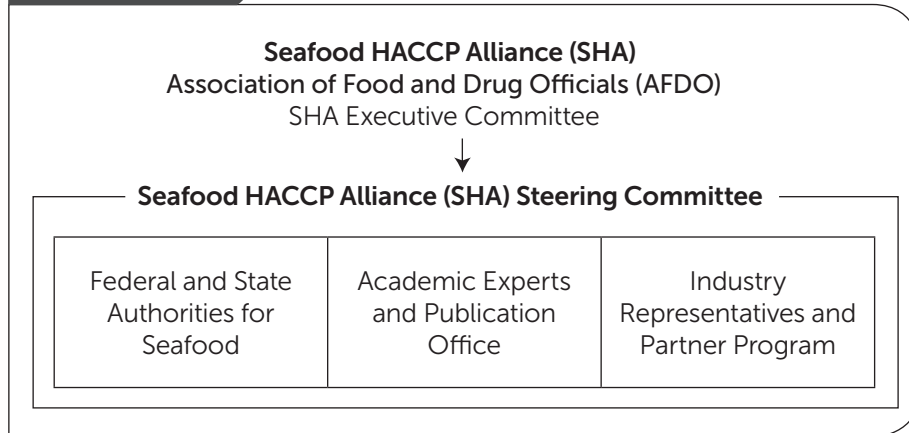 Seafood HACCP Alliance (SHA)
Association of Food and Drug Officials (AFDO)
SHA Executive Committee
Seafood HACCP Alliance (SHA) Steering Committee
Federal and State
Authorities for
Seafood
Academic Experts
and Publication
Office
Industry
Representatives and
Partner Program